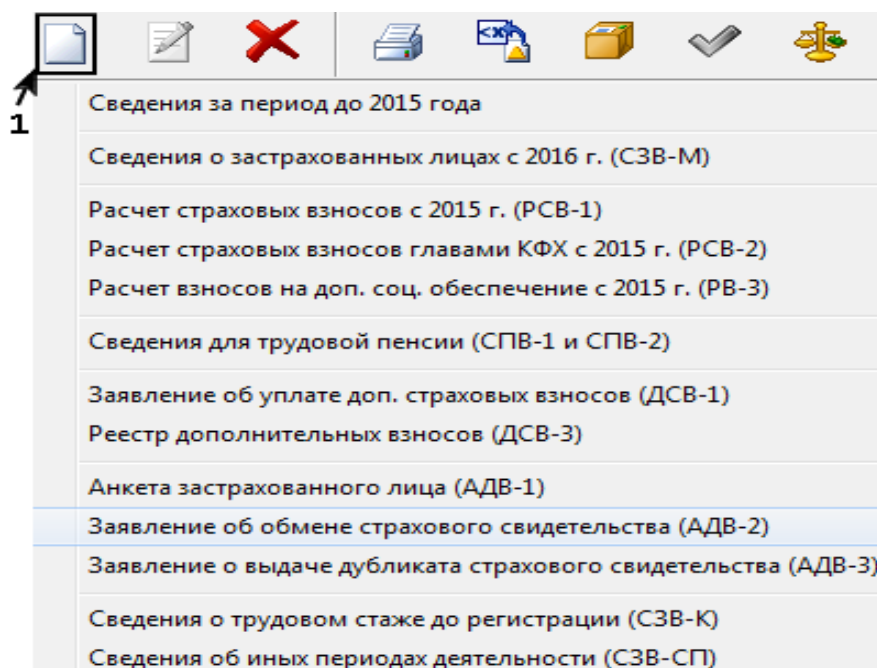 <x>
1
Сведения за период до 2015 года
Сведения о застрахованных лицах с 2016 г. (СЗВ-М)
Расчет страховых взносов с 2015 г. (РСВ-1)
Расчет страховых взносов главами КФХ с 2015 г. (РСВ-2)
Расчет взносов на доп. соц. обеспечение с 2015 г. (РВ-3)
Сведения для трудовой пенсии (СПВ-1 и СПВ-2)
Заявление об уплате доп. страховых взносов (ДСВ-1)
Реестр дополнительных взносов (ДСВ-3)
Анкета застрахованного лица (АДВ-1)
Заявление об обмене страхового свидетельства (АДВ-2)
Заявление о выдаче дубликата страхового свидетельства (АДВ-3)
Сведения о трудовом стаже до регистрации (СЗВ-К)
Сведения об иных периодах деятельности (СЗВ-СП)